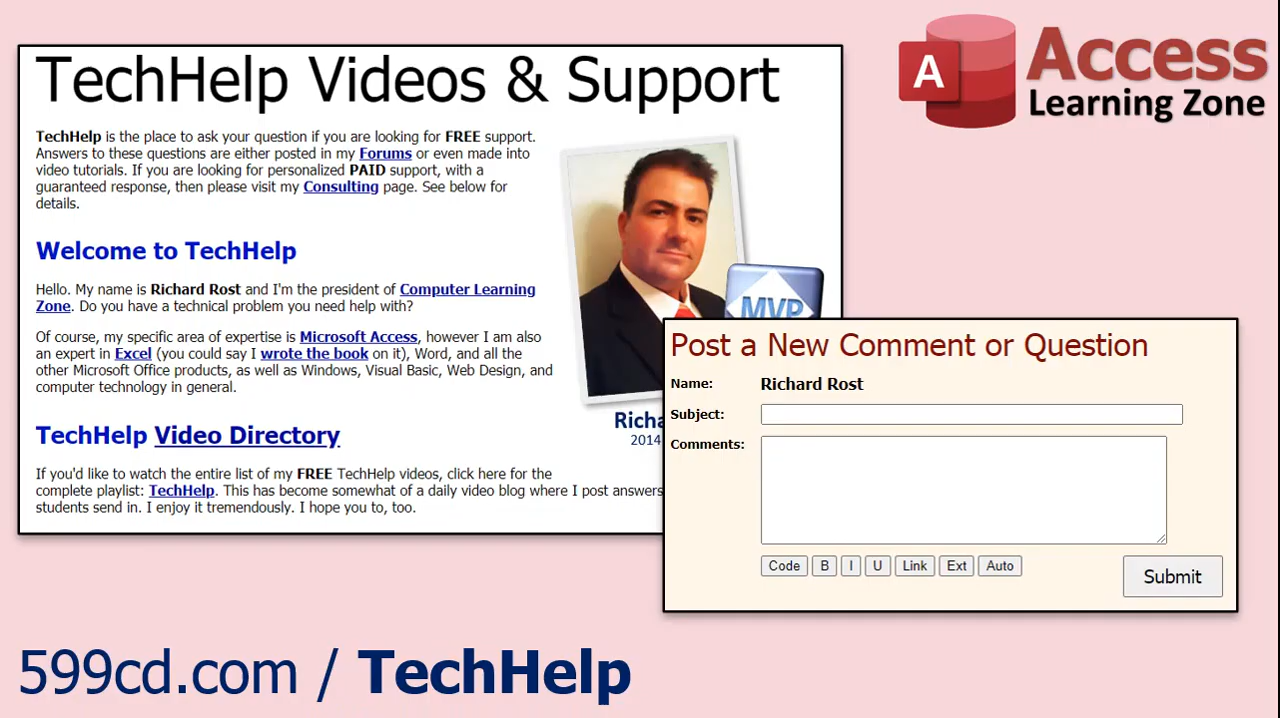 TechHelp Videos & Support
TechHelp is the place to ask your question if you are looking for FREE support.
Answers to these questions are either posted in my Forums or even made into
video tutorials. If you are looking for personalized PAID support, with a
guaranteed response, then please visit my Consulting page. See below for
details.
Welcome to TechHelp
Hello. My name is Richard Rost and I'm the president of Computer Learning
Zone. Do you have a technical problem you need help with?
Of course, my specific area of expertise is Microsoft Access, however I am also
an expert in Excel (you could say I wrote the book on it), Word, and all the
other Microsoft Office products, as well as Windows, Visual Basic, Web Design, and
computer technology in general.
TechHelp Video Directory
If you'd like to watch the entire list of my FREE TechHelp videos, click here for the
complete playlist: TechHelp. This has become somewhat of a daily video blog where I post answers
students send in. I enjoy it tremendously. I hope you to, too.
MVP
Richa
2014
A
Access
Learning Zone
Post a New Comment or Question
Name: Richard Rost
Subject:
Comments:
Code B I U Link Ext Auto
Submit
599cd.com / TechHelp